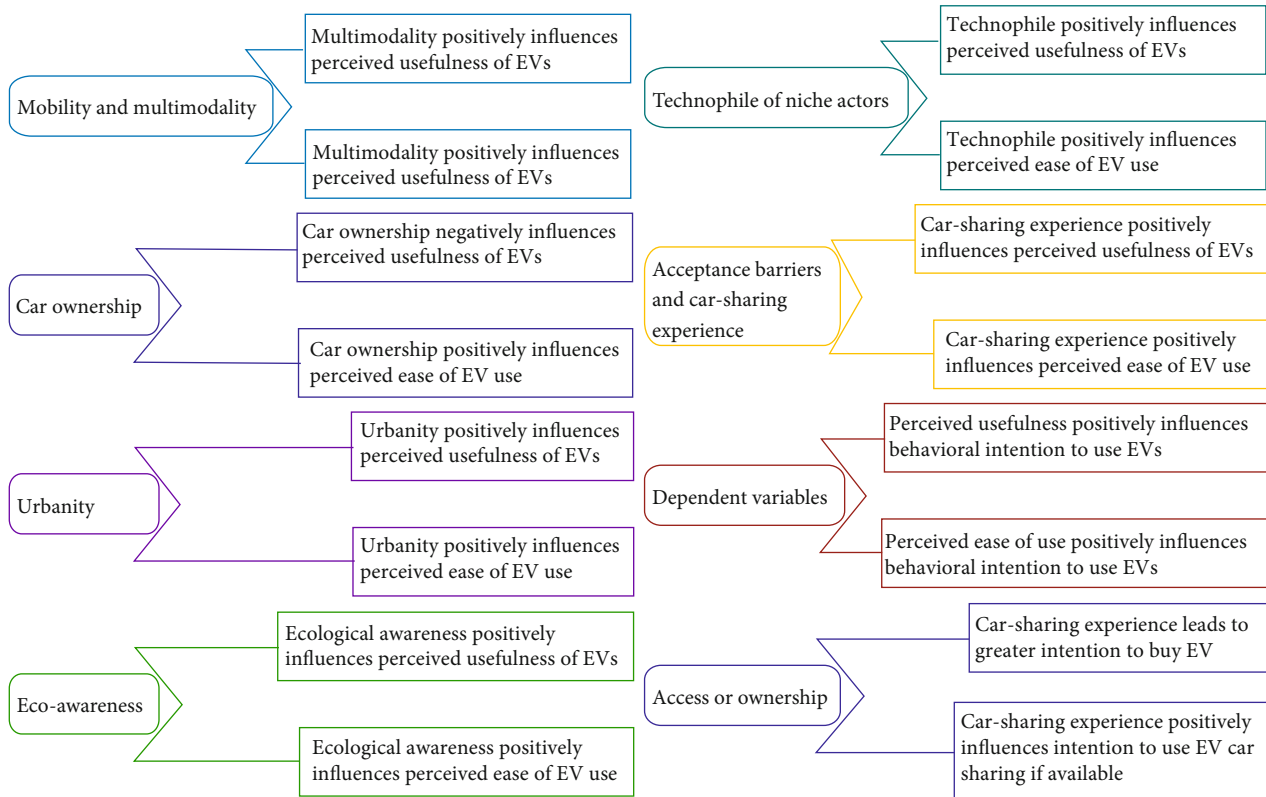 Mobility and multimodality
Multimodality positively influences
perceived usefulness of EVs
Multimodality positively influences
perceived usefulness of EVs
Car ownership
Car ownership negatively influences
perceived usefulness of EVs
Car ownership positively influences
perceived ease of EV use
Urbanity
Urbanity positively influences
perceived usefulness of EVs
Urbanity positively influences
perceived ease of EV use
Eco-awareness
Ecological awareness positively
influences perceived usefulness of EVs
Ecological awareness positively
influences perceived ease of EV use
Technophile of niche actors
Technophile positively influences
perceived usefulness of EVs
Technophile positively influences
perceived ease of EV use
Acceptance barriers
and car-sharing
experience
Car-sharing experience positively
influences perceived usefulness of EVs
Car-sharing experience positively
influences perceived ease of EV use
Dependent variables
Perceived usefulness positively influences
behavioral intention to use EVs
Perceived ease of use positively influences
behavioral intention to use EVs
Access or ownership
Car-sharing experience leads to
greater intention to buy EV
Car-sharing experience positively
influences intention to use EV car
sharing if available